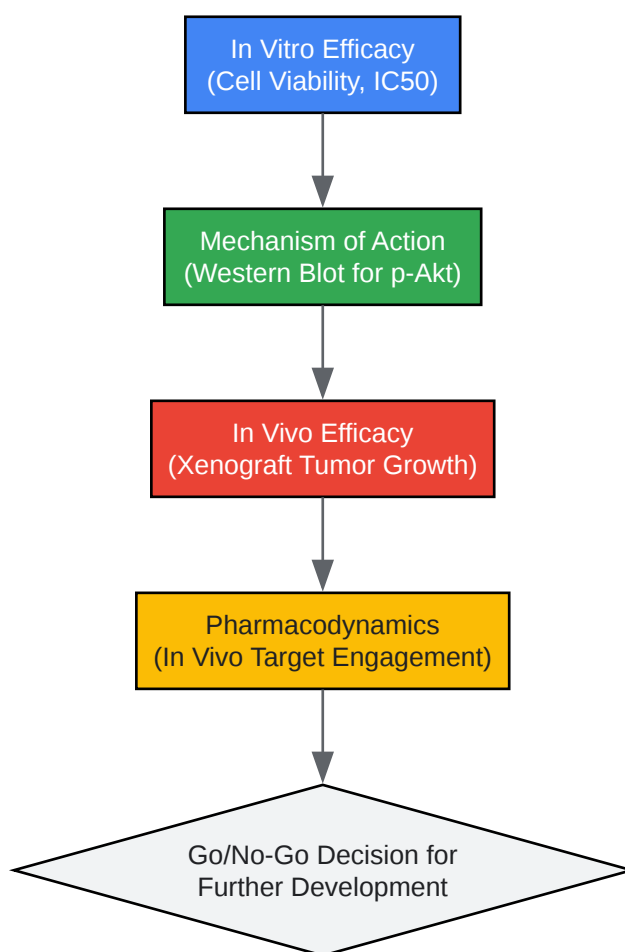 In Vitro Efficacy
(Cell Viability, IC50)
Mechanism of Action
(Western Blot for p-Akt)
In Vivo Efficacy
(Xenograft Tumor Growth)
Pharmacodynamics
(In Vivo Target Engagement)
Go/No-Go Decision for
Further Development